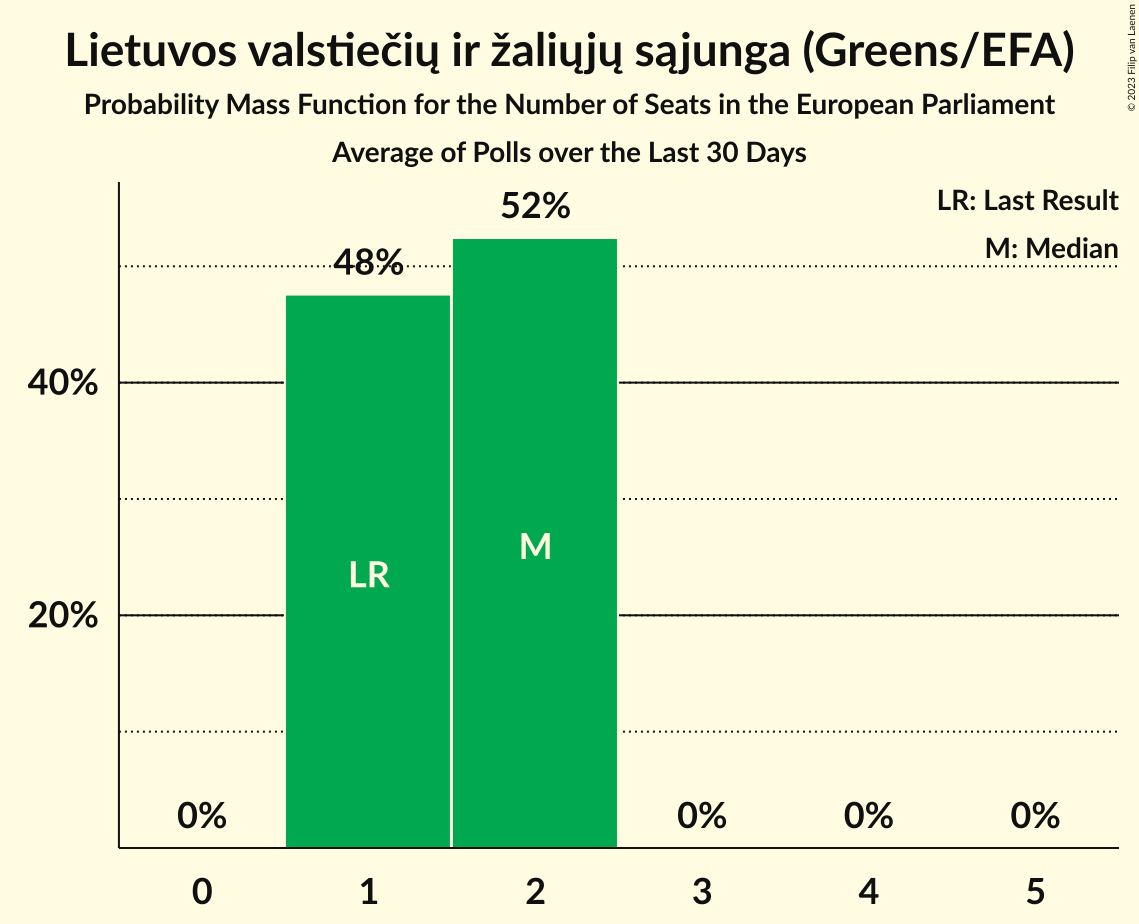 Lietuvos valstiečių ir žaliųjų sąjunga (Greens/EFA)
Probability Mass Function for the Number of Seats in the European Parliament
Average of Polls over the Last 30 Days
© 2023 Filip van Laenen
LR: Last Result
M: Median
52%
48%
40%
20%
LR
M
0%
0%
0%
0%
0 1 2 3 4 5